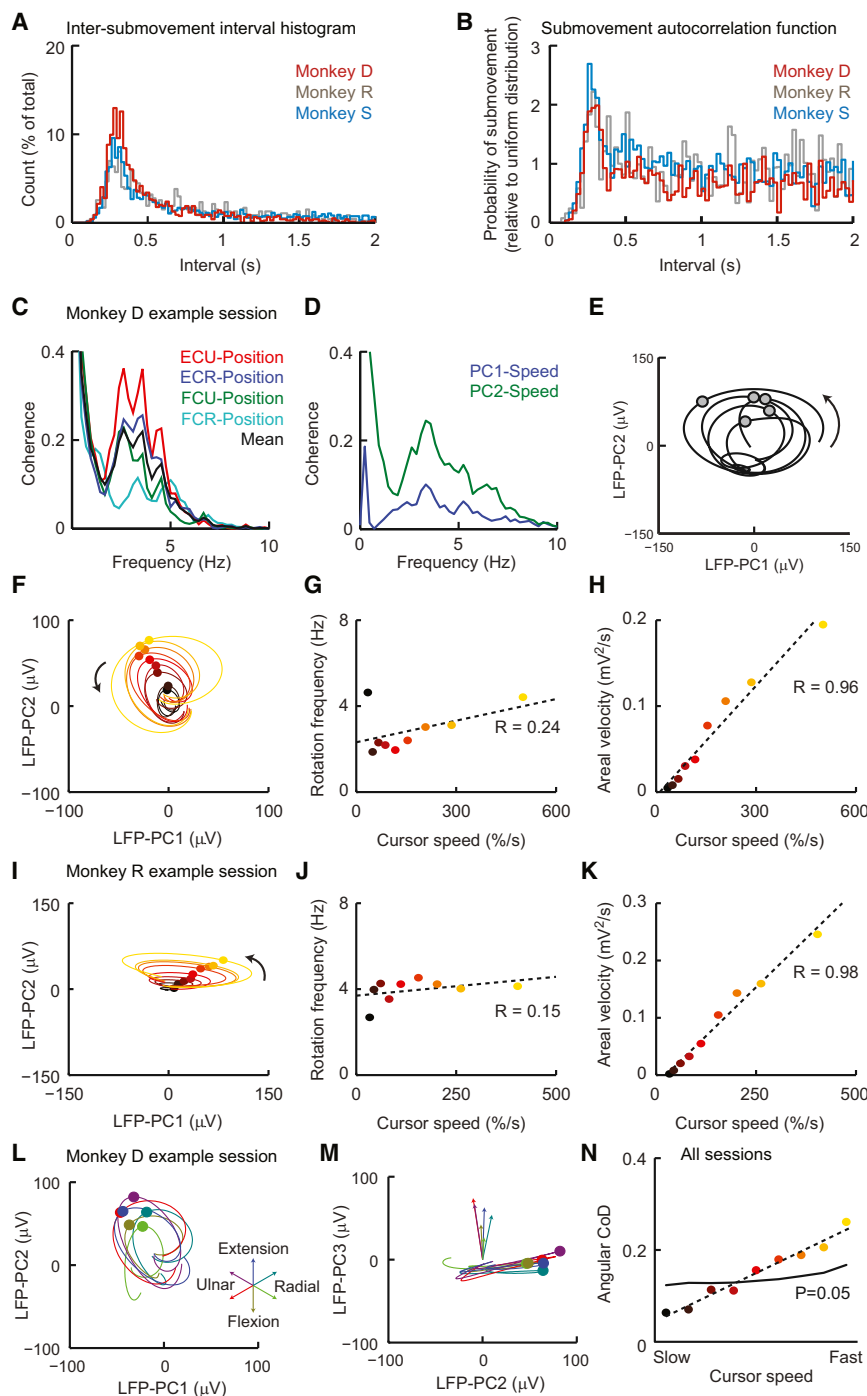 A Inter-submovement interval histogram
Count (% of total)
20
10
0
0 0.5 1 1.5 2
Interval (s)
Monkey D
Monkey R
Monkey S
B Submovement autocorrelation function
Probability of submovement
(relative to uniform distribution)
3
2
1
0
0 0.5 1 1.5 2
Interval (s)
Monkey D
Monkey R
Monkey S
C Monkey D example session
Coherence
0.4
0.2
0
0 5 10
Frequency (Hz)
ECU-Position
ECR-Position
FCU-Position
FCR-Position
Mean
D
Coherence
0.4
0.2
0
0 5 10
Frequency (Hz)
PC1-Speed
PC2-Speed
E
LFP-PC2 (μV)
150
0
−150
−150 0 150
LFP-PC1 (μV)
F
LFP-PC2 (μV)
100
0
−100
−100 0 100
LFP-PC1 (μV)
G
Rotation frequency (Hz)
8
4
0
0 300 600
Cursor speed (%/s)
R = 0.24
H
Areal velocity (mV²/s)
0.2
0.1
0
0 300 600
Cursor speed (%/s)
R = 0.96
I Monkey R example session
LFP-PC2 (μV)
150
0
−150
−150 0 150
LFP-PC1 (μV)
J
Rotation frequency (Hz)
8
4
0
0 250 500
Cursor speed (%/s)
R = 0.15
K
Areal velocity (mV²/s)
0.3
0.2
0.1
0
0 250 500
Cursor speed (%/s)
R = 0.98
L Monkey D example session
LFP-PC2 (μV)
100
0
−100
−100 0 100
LFP-PC1 (μV)
Extension
Ulnar
Radial
Flexion
M
LFP-PC3 (μV)
100
0
−100
−100 0 100
LFP-PC2 (μV)
N All sessions
Angular CoD
0.4
0.2
0
P=0.05
Slow Fast
Cursor speed